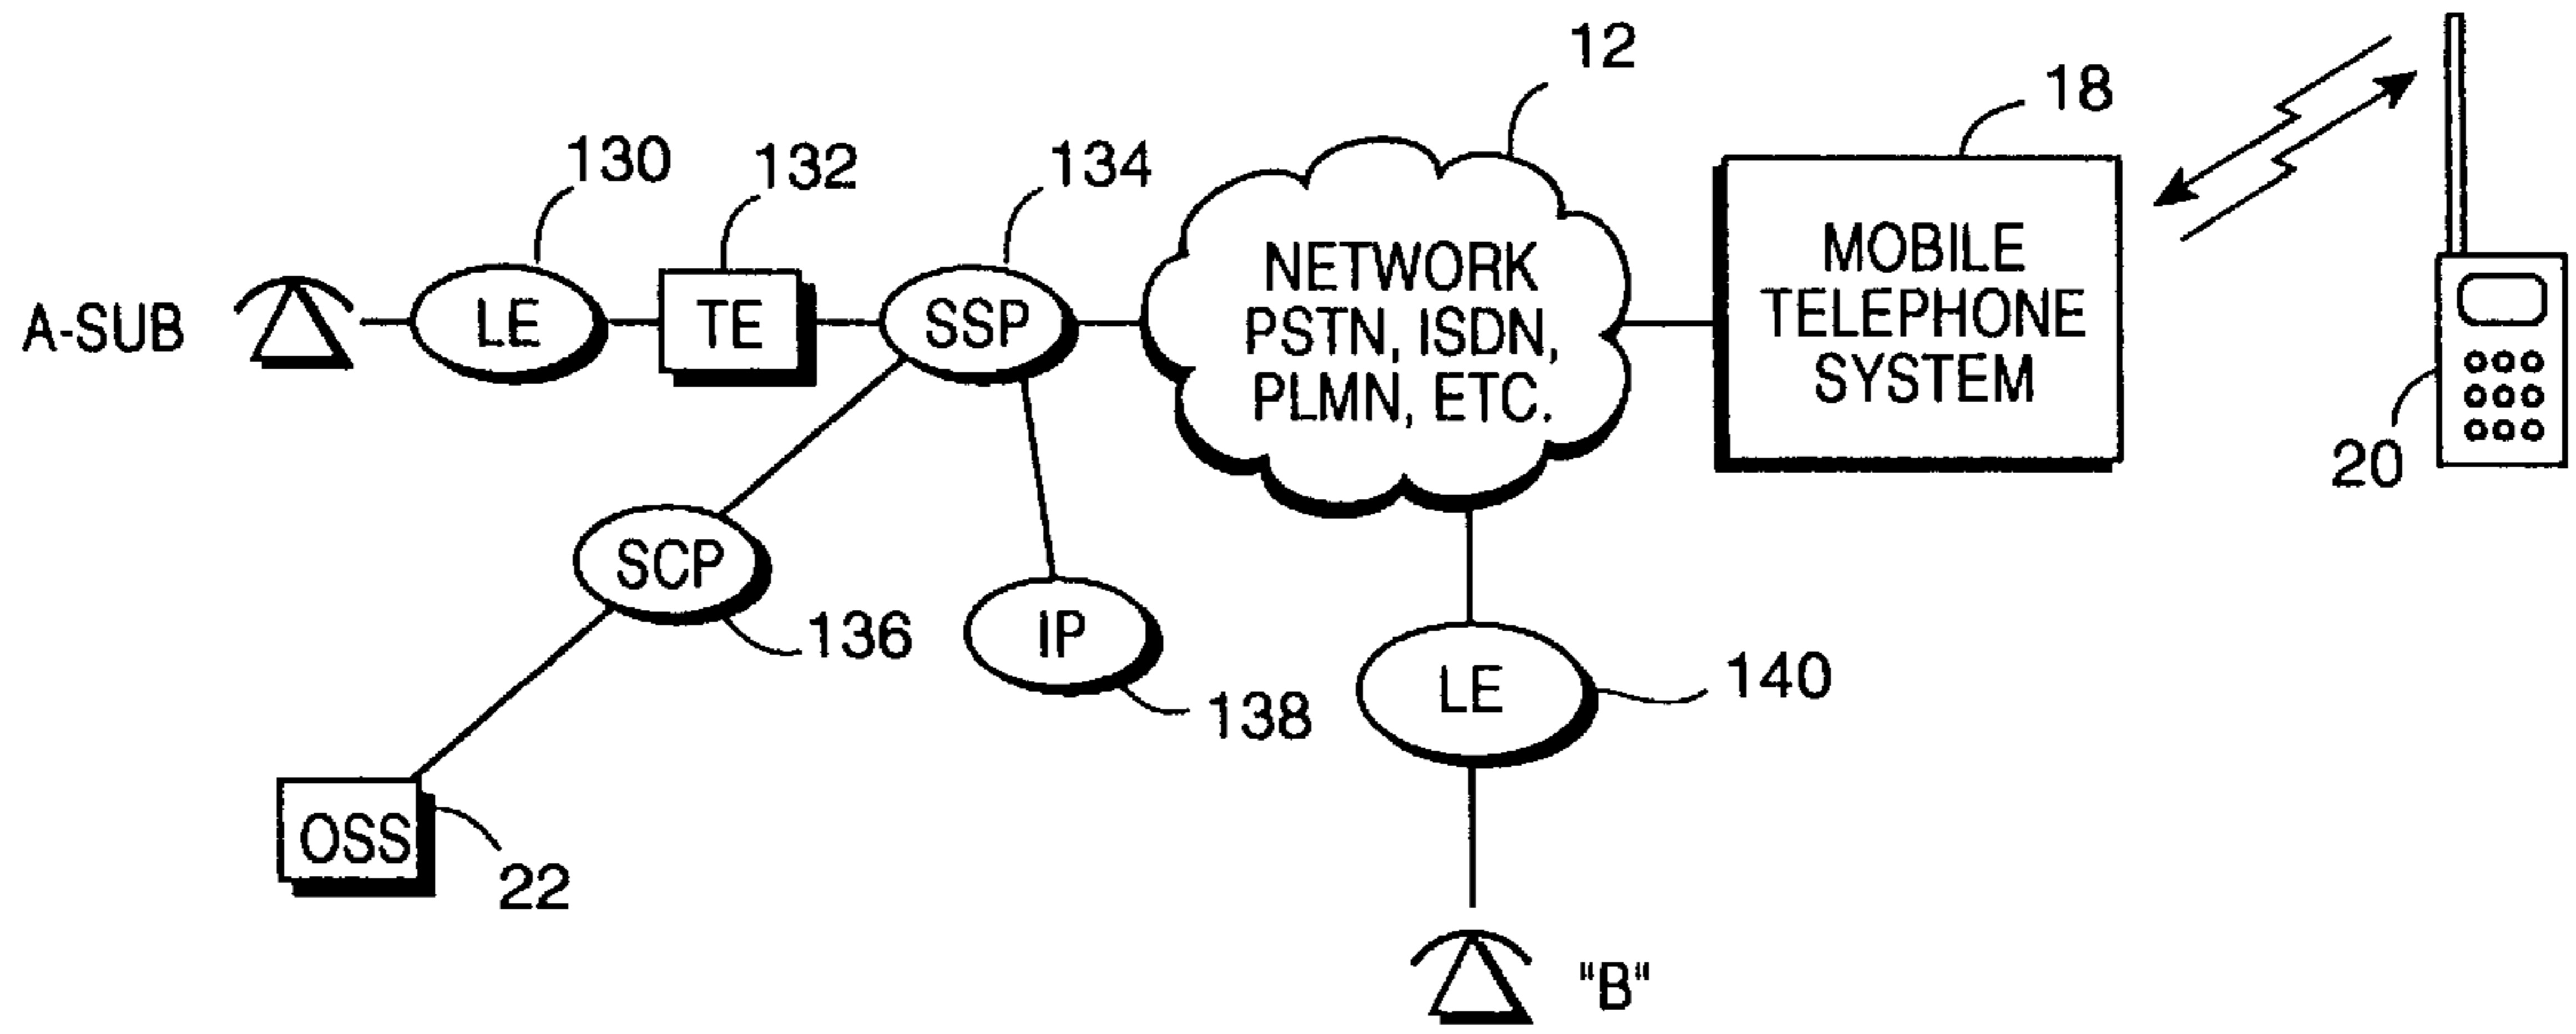 12
18
130
132
134
A-SUB
LE
TE
SSP
NETWORK
PSTN, ISDN,
PLMN, ETC.
MOBILE
TELEPHONE
SYSTEM
20
SCP
136
IP
138
LE
140
OSS
22
"B"